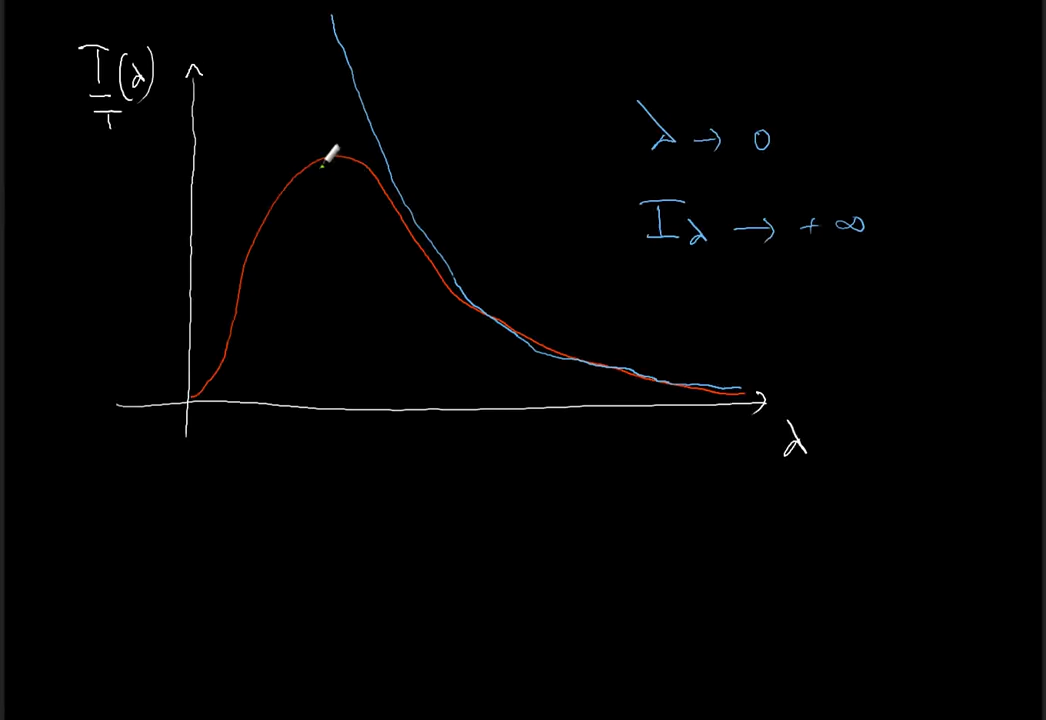 I(λ)
T
λ → 0
Iλ → + ∞
λ